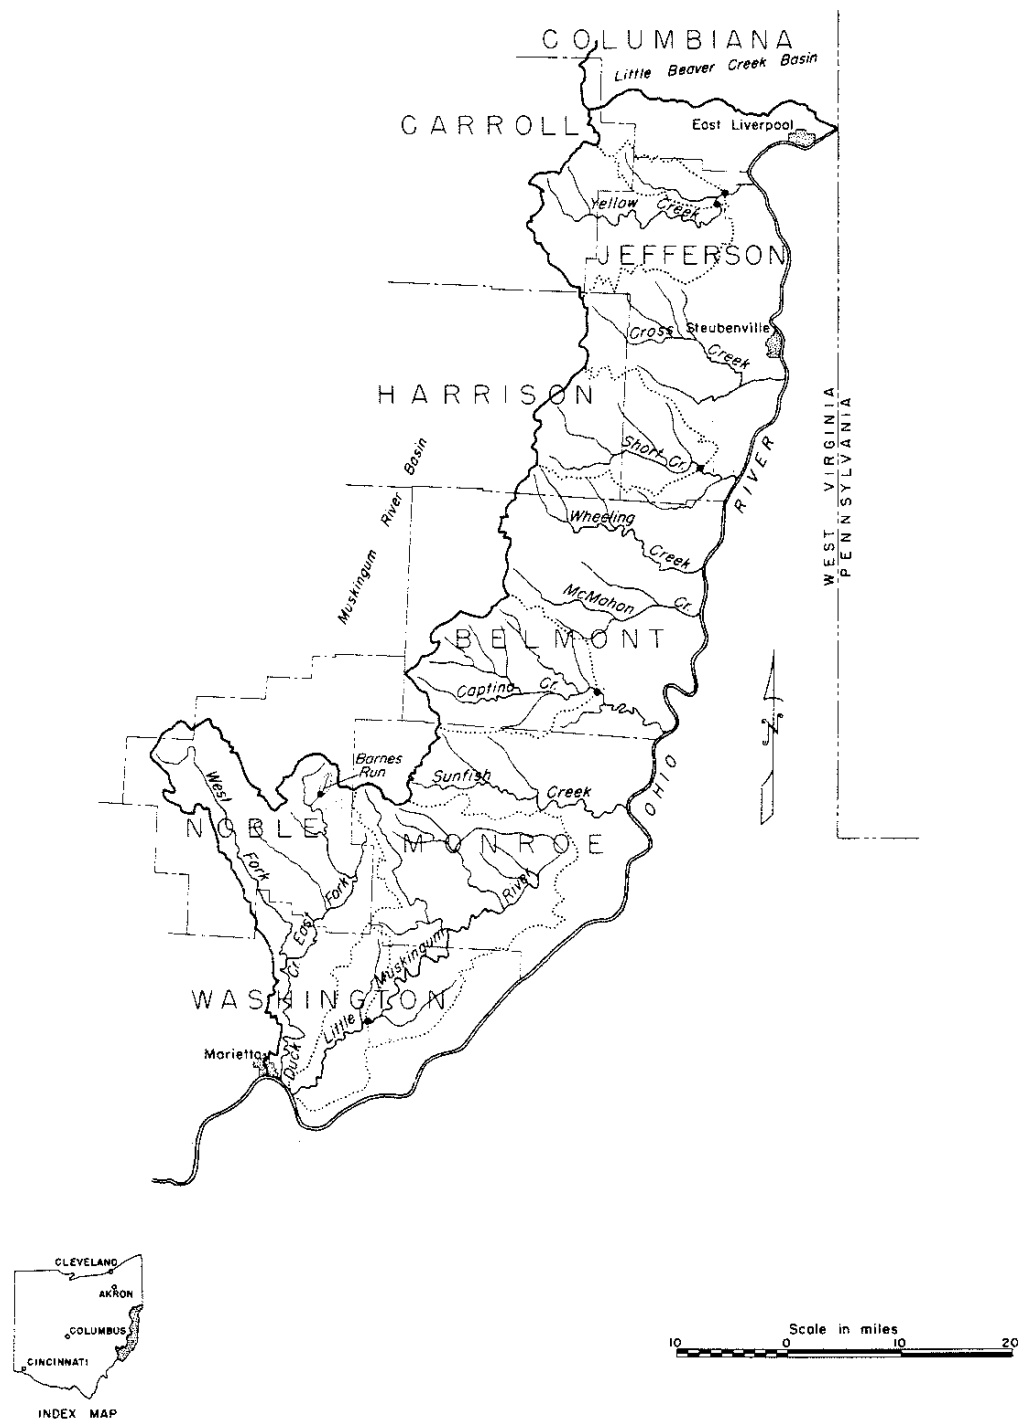 COLUMBIANA
Little Beaver Creek Basin
CARROLL
East Liverpool
Yellow Creek
JEFFERSON
Cross Creek
Steubenville
HARRISON
Short Cr.
Muskingum River Basin
Wheeling Creek
OHIO RIVER
WEST VIRGINIA
PENNSYLVANIA
McMahon Cr.
BELMONT
Captina Cr.
N
Barnes
Run
Sunfish Creek
West Fork
NOBLE
MONROE
East Fork
Little Muskingum River
WASHINGTON
Duck Cr.
Marietta
CLEVELAND
AKRON
COLUMBUS
CINCINNATI
INDEX MAP
Scale in miles
10 0 10 20